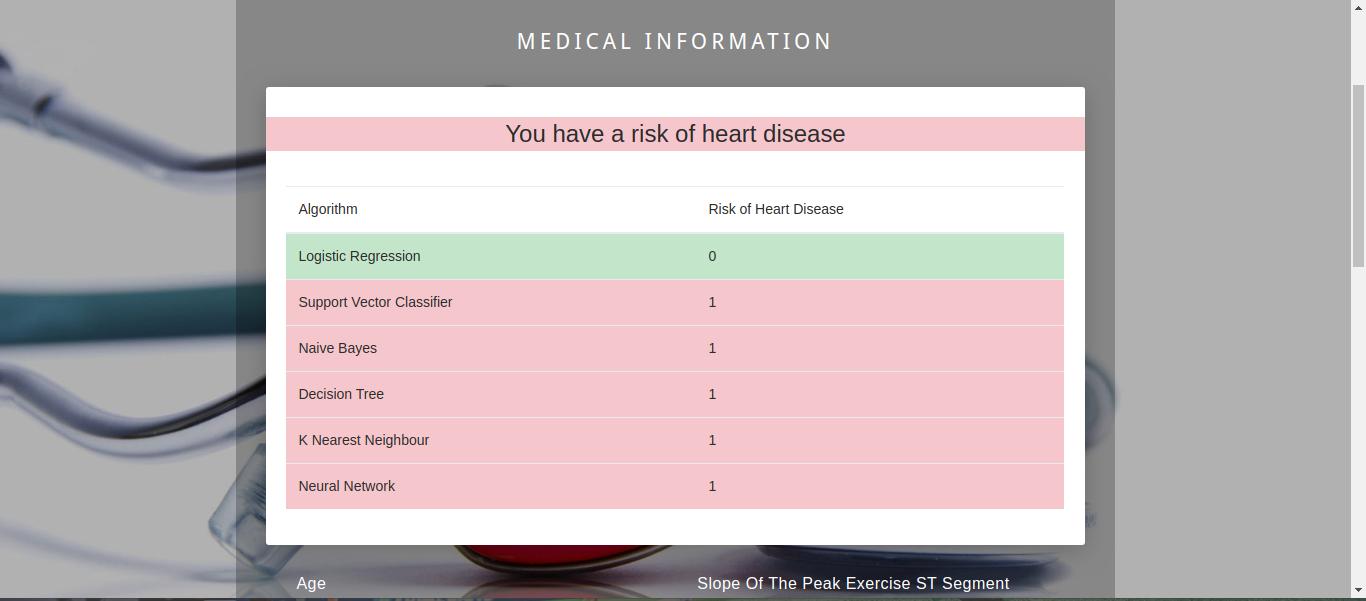 MEDICAL INFORMATION
You have a risk of heart disease
Algorithm Risk of Heart Disease
Logistic Regression 0
Support Vector Classifier 1
Naive Bayes 1
Decision Tree 1
K Nearest Neighbour 1
Neural Network 1
Age Slope Of The Peak Exercise ST Segment